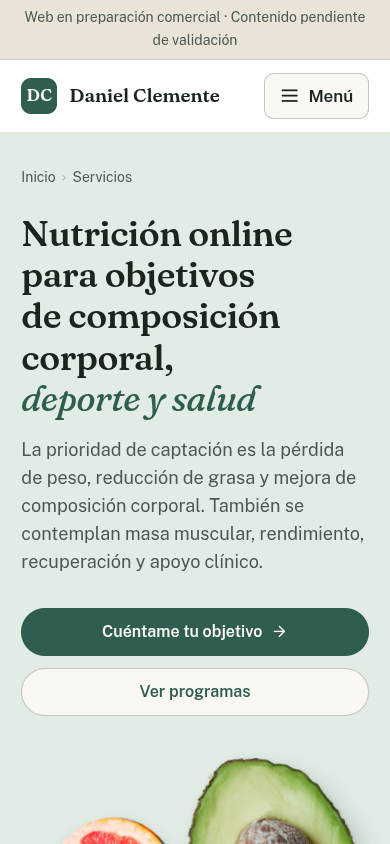 Web en preparación comercial · Contenido pendiente
de validación
DC
Daniel Clemente
Menú
Inicio › Servicios
Nutrición online
para objetivos
de composición
corporal,
deporte y salud
La prioridad de captación es la pérdida
de peso, reducción de grasa y mejora de
composición corporal. También se
contemplan masa muscular, rendimiento,
recuperación y apoyo clínico.
Cuéntame tu objetivo →
Ver programas